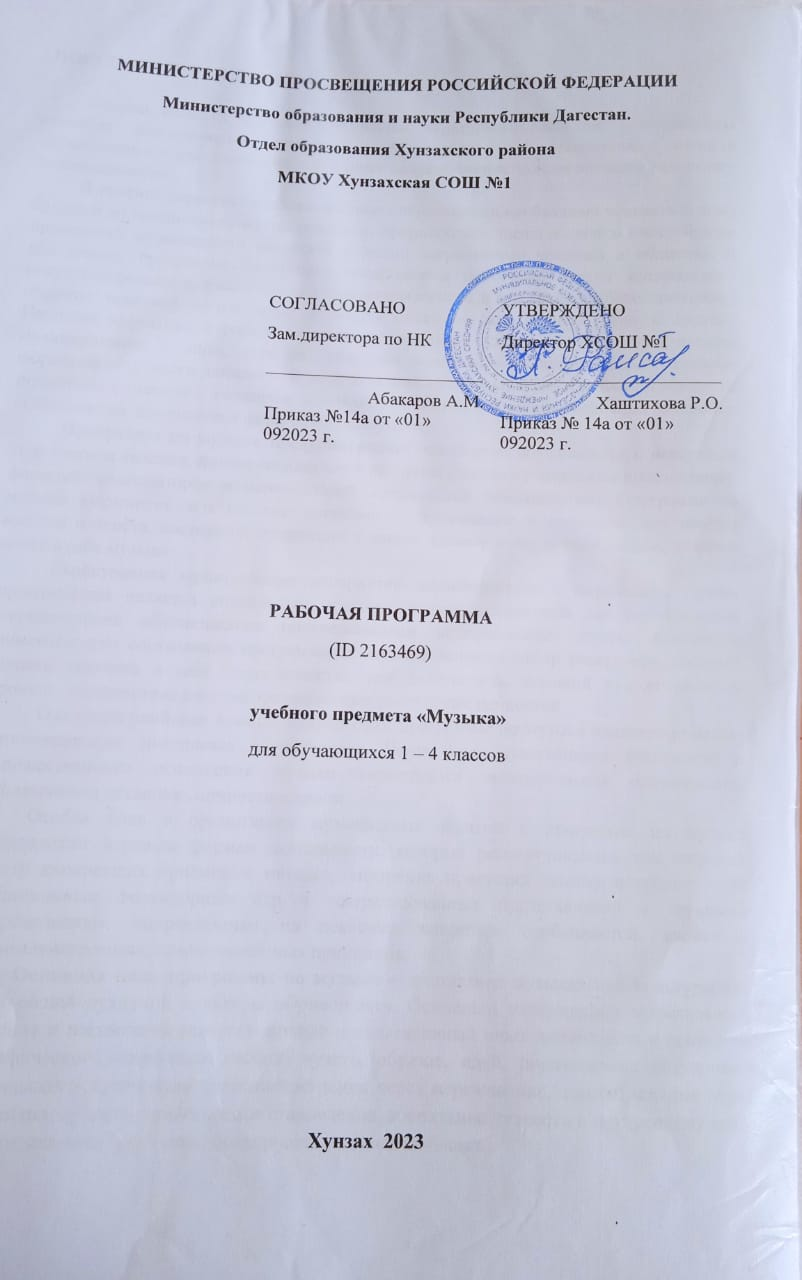 МИНИСТЕРСТВО ПРОСВЕЩЕНИЯ РОССИЙСКОЙ ФЕДЕРАЦИИ
Министерство образования и науки Республики Дагестан.
Отдел образования Хунзахского района
МКОУ Хунзахская СОШ №1
СОГЛАСОВАНО
Зам.директора по НК
Абакаров А.М.
Приказ №14а от «01»
092023 г.
УТВЕРЖДЕНО
Директор ХСОШ №1
Хаштихова Р.О.
Приказ № 14а от «01»
092023 г.
РАБОЧАЯ ПРОГРАММА
(ID 2163469)
учебного предмета «Музыка»
для обучающихся 1 – 4 классов
Хунзах 2023